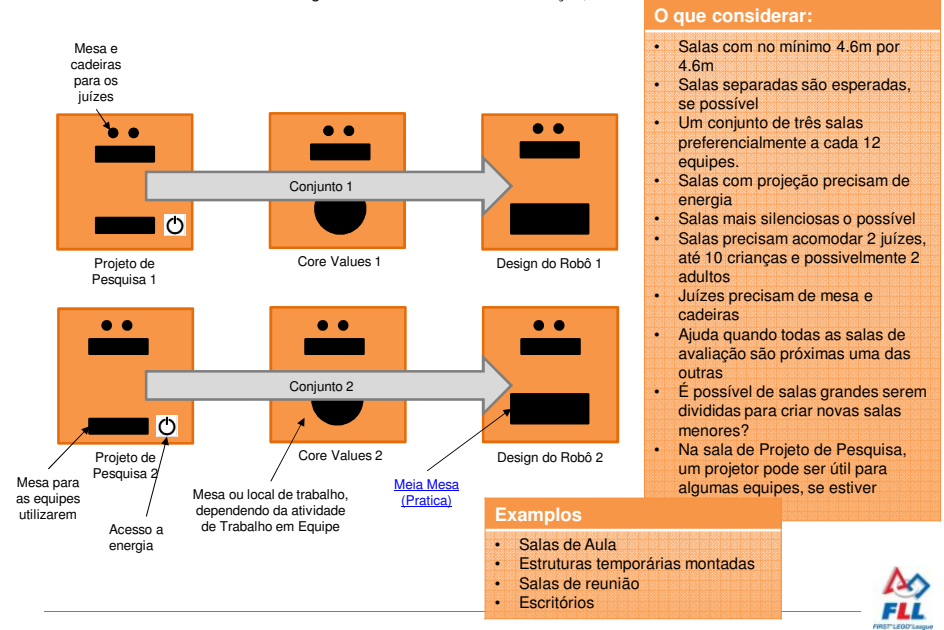 O que considerar:
• Salas com no mínimo 4.6m por
4.6m
• Salas separadas são esperadas,
se possível
• Um conjunto de três salas
preferencialmente a cada 12
equipes.
• Salas com projeção precisam de
energia
• Salas mais silenciosas o possível
• Salas precisam acomodar 2 juízes,
até 10 crianças e possivelmente 2
adultos
• Juízes precisam de mesa e
cadeiras
• Ajuda quando todas as salas de
avaliação são próximas uma das
outras
• É possível de salas grandes serem
divididas para criar novas salas
menores?
• Na sala de Projeto de Pesquisa,
um projetor pode ser útil para
algumas equipes, se estiver
Mesa e
cadeiras
para os
juízes
Conjunto 1
Projeto de
Pesquisa 1
Core Values 1
Design do Robô 1
Conjunto 2
Projeto de
Pesquisa 2
Core Values 2
Design do Robô 2
Mesa para
as equipes
utilizarem
Acesso a
energia
Mesa ou local de trabalho,
dependendo da atividade
de Trabalho em Equipe
Meia Mesa
(Pratica)
Examplos
• Salas de Aula
• Estruturas temporárias montadas
• Salas de reunião
• Escritórios
FLL
FIRST LEGO League